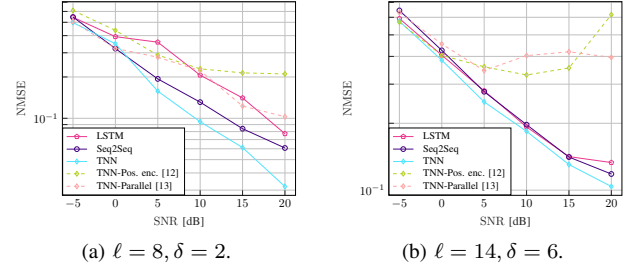 NMSE
10⁻¹
LSTM
Seq2Seq
TNN
TNN-Pos. enc. [12]
TNN-Parallel [13]
−5 0 5 10 15 20
SNR [dB]
(a) ℓ = 8, δ = 2.
NMSE
10⁻¹
LSTM
Seq2Seq
TNN
TNN-Pos. enc. [12]
TNN-Parallel [13]
−5 0 5 10 15 20
SNR [dB]
(b) ℓ = 14, δ = 6.